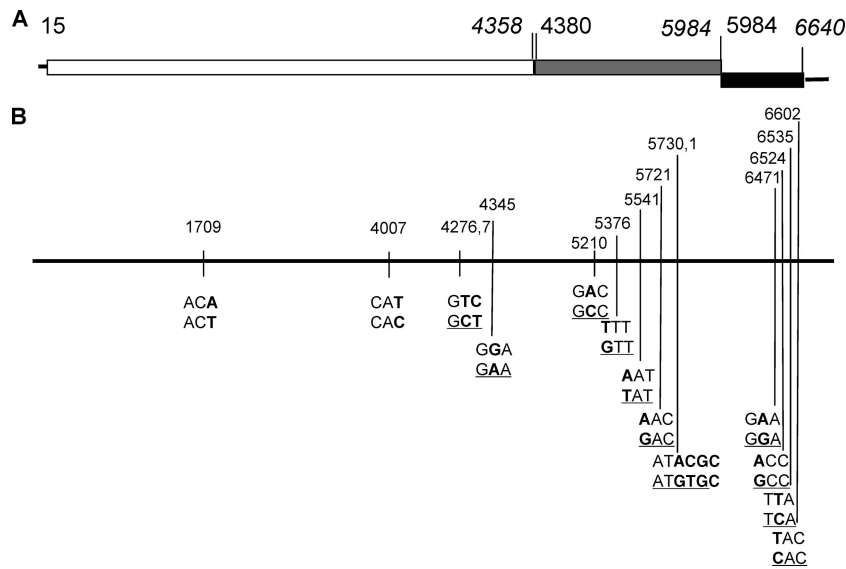 A 15 4358 4380 5984 5984 6640
B
6602
6535
5730,1
6524
5721
6471
5541
4345
5376
1709 4007 4276,7
5210
GAC
ACA CAT GTC
GCC
ACT CAC GCT
TTT
GGA
GTT
GAA
AAT
TAT
AAC GAA
GAC GGA
ATACGC ACC
ATGTGC GCC
TTA
TCA
TAC
CAC